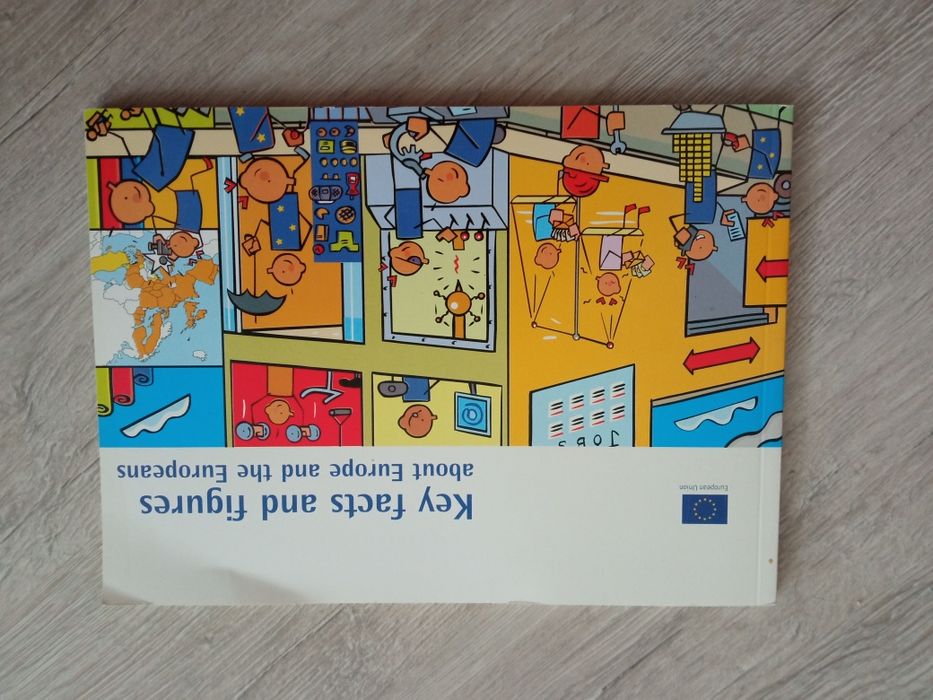 European Union
Key facts and figures
about Europe and the Europeans
JOBS